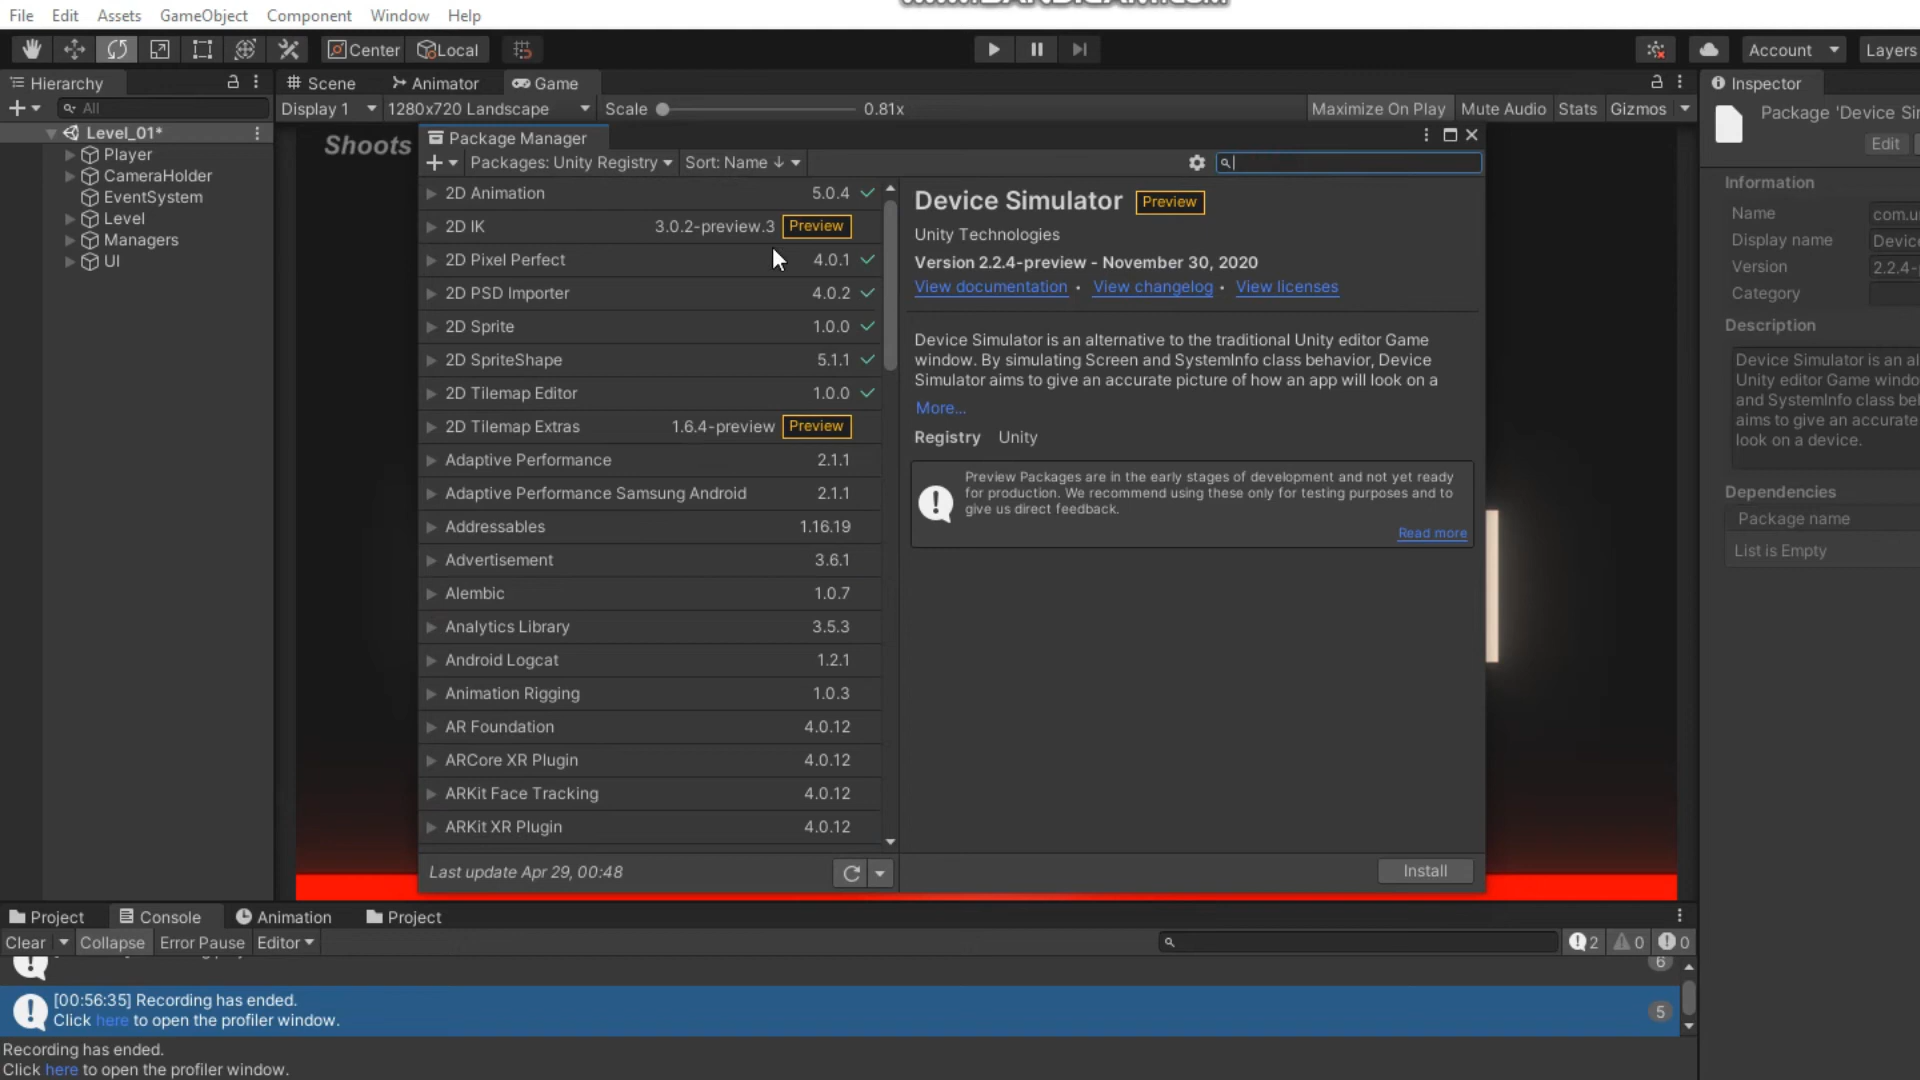 www.BANDICAM.com
File Edit Assets GameObject Component Window Help
Center Local Account Layers
Hierarchy Scene Animator Game Inspector
All Display 1 1280x720 Landscape Scale 0.81x Maximize On Play Mute Audio Stats Gizmos
Level_01*
Player
CameraHolder
EventSystem
Level
Managers
UI
Shoots
Package Manager
Packages: Unity Registry Sort: Name ↓
2D Animation 5.0.4
2D IK 3.0.2-preview.3 Preview
2D Pixel Perfect 4.0.1
2D PSD Importer 4.0.2
2D Sprite 1.0.0
2D SpriteShape 5.1.1
2D Tilemap Editor 1.0.0
2D Tilemap Extras 1.6.4-preview Preview
Adaptive Performance 2.1.1
Adaptive Performance Samsung Android 2.1.1
Addressables 1.16.19
Advertisement 3.6.1
Alembic 1.0.7
Analytics Library 3.5.3
Android Logcat 1.2.1
Animation Rigging 1.0.3
AR Foundation 4.0.12
ARCore XR Plugin 4.0.12
ARKit Face Tracking 4.0.12
ARKit XR Plugin 4.0.12
Last update Apr 29, 00:48
Device Simulator Preview
Unity Technologies
Version 2.2.4-preview - November 30, 2020
View documentation • View changelog • View licenses
Device Simulator is an alternative to the traditional Unity editor Game
window. By simulating Screen and SystemInfo class behavior, Device
Simulator aims to give an accurate picture of how an app will look on a
More...
Registry Unity
Preview Packages are in the early stages of development and not yet ready
for production. We recommend using these only for testing purposes and to
give us direct feedback.
Read more
Install
Package 'Device Sir
Edit
Information
Name com.u
Display name Device
Version 2.2.4-
Category
Description
Device Simulator is an al
Unity editor Game windo
and SystemInfo class beh
aims to give an accurate
look on a device.
Dependencies
Package name
List is Empty
Project Console Animation Project
Clear Collapse Error Pause Editor 2 0 0
6
[00:56:35] Recording has ended.
Click here to open the profiler window.
5
Recording has ended.
Click here to open the profiler window.